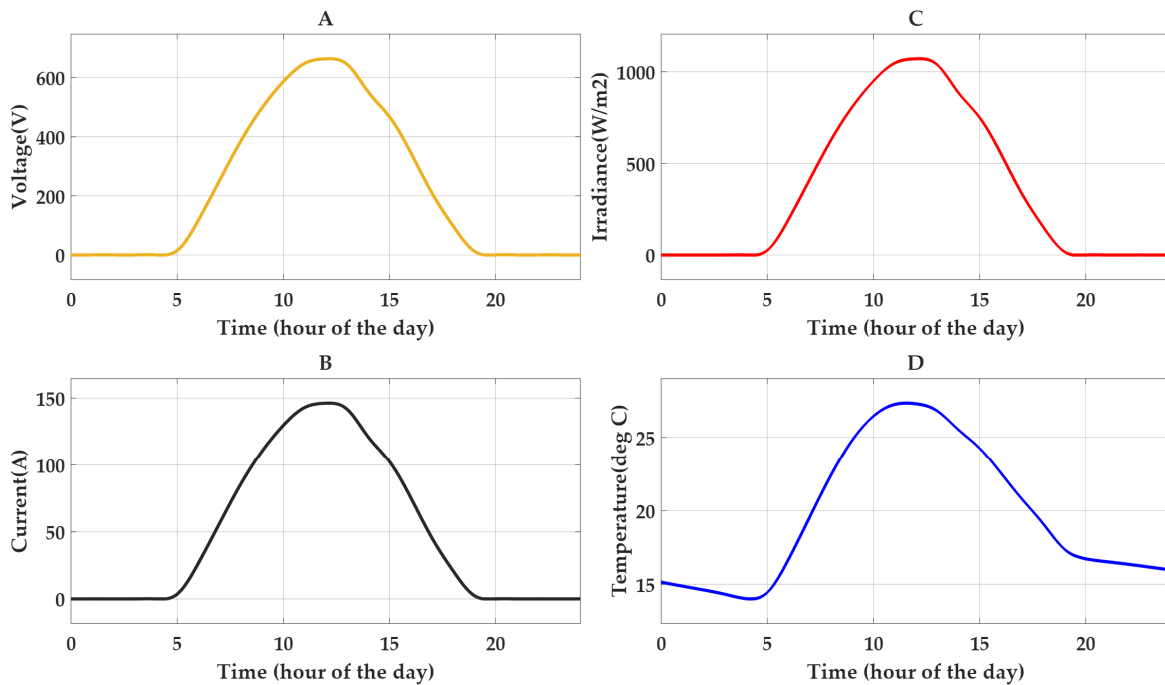 A
Voltage(V)
600
400
200
0
0 5 10 15 20
Time (hour of the day)
C
Irradiance(W/m2)
1000
500
0
0 5 10 15 20
Time (hour of the day)
B
Current(A)
150
100
50
0
0 5 10 15 20
Time (hour of the day)
D
Temperature(deg C)
25
20
15
0 5 10 15 20
Time (hour of the day)